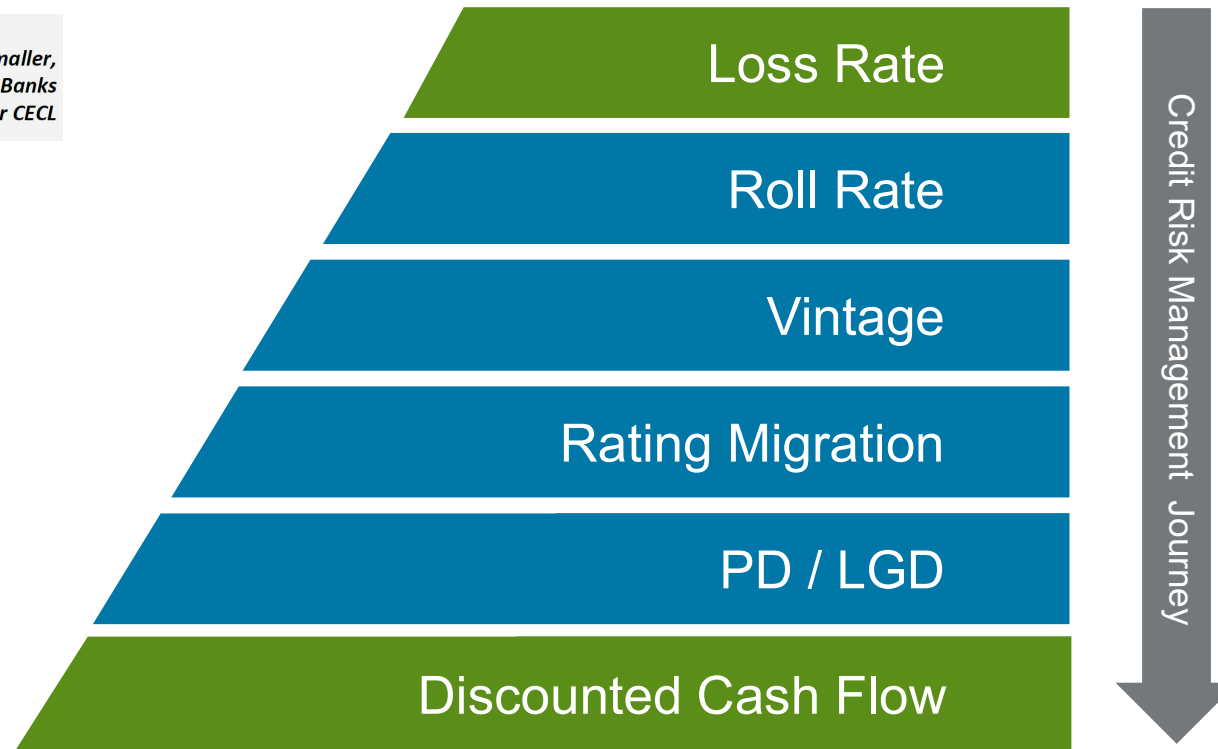 maller,
Banks
r CECL
Loss Rate
Roll Rate
Vintage
Rating Migration
PD / LGD
Discounted Cash Flow
Credit Risk Management Journey